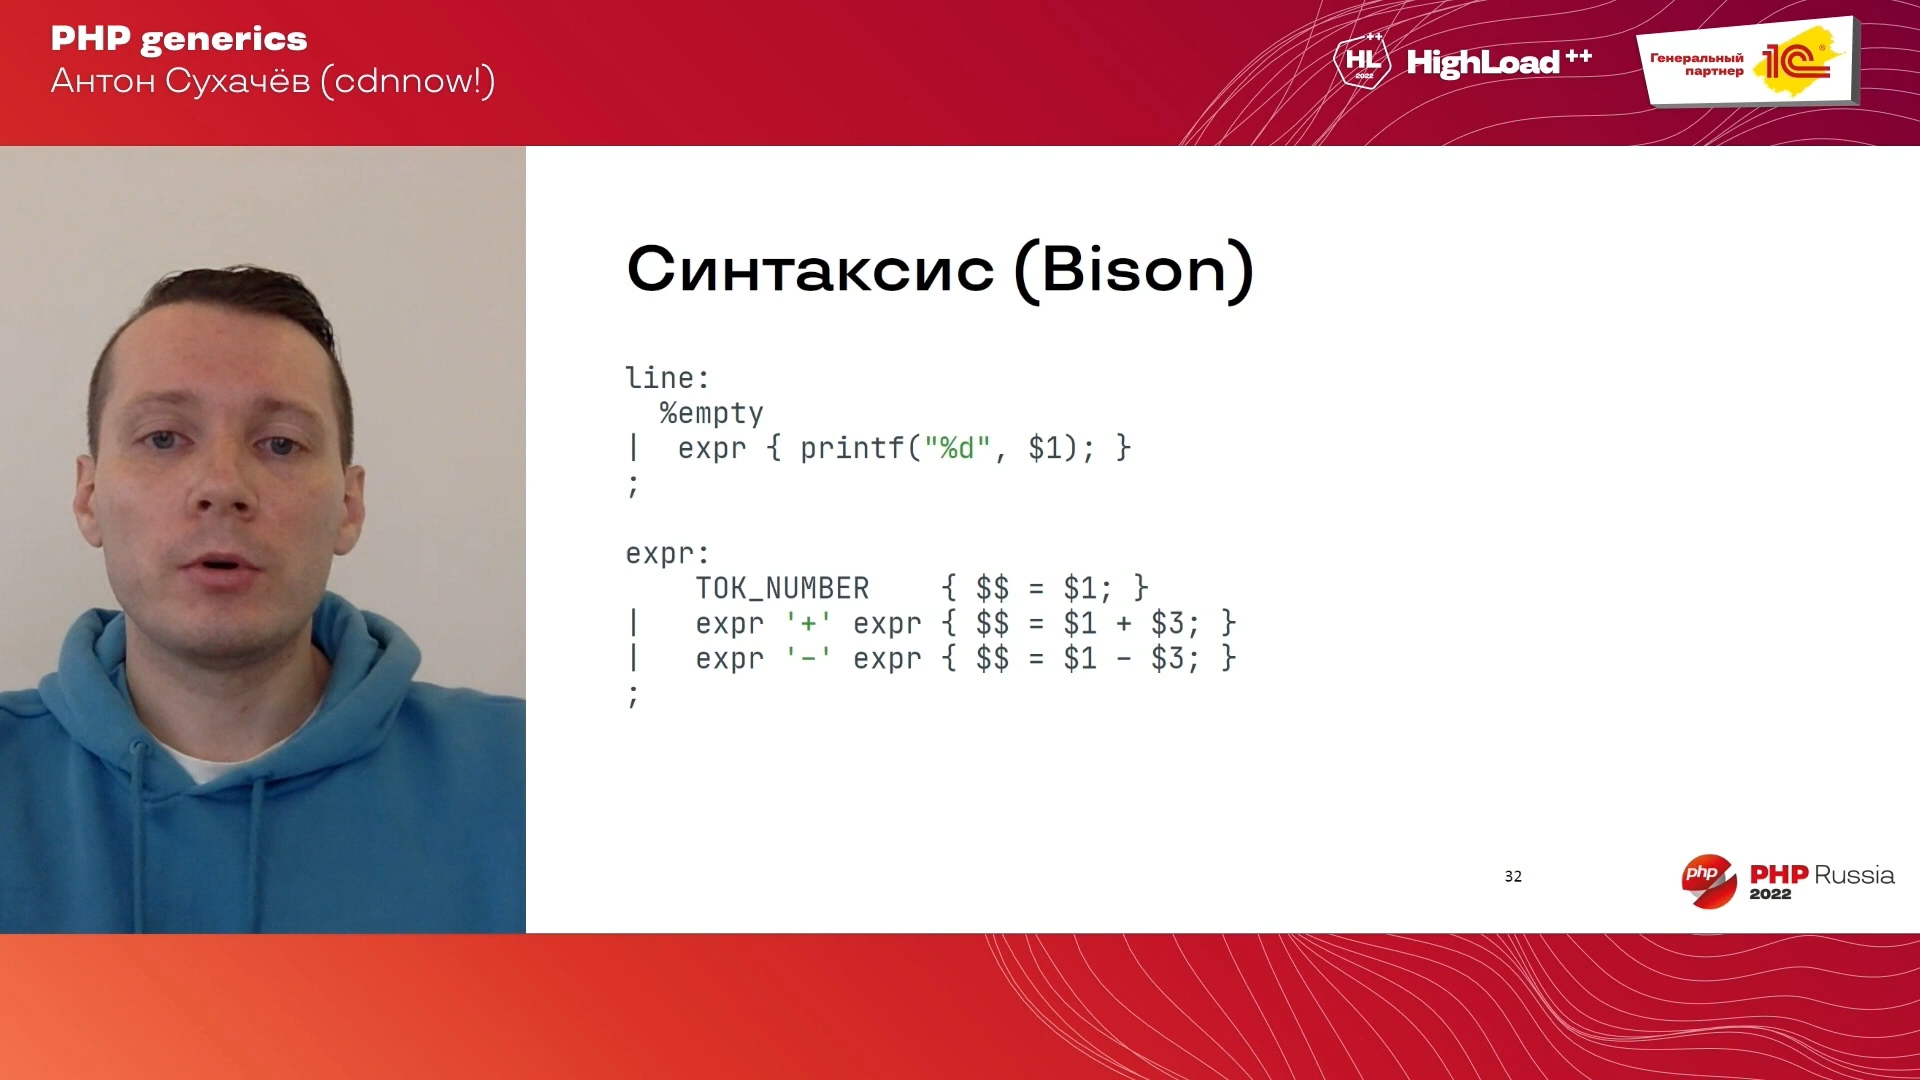 PHP generics
Антон Сухачёв (cdnnow!)
HL++
2022
HighLoad++
Генеральный
партнер
1С®
Синтаксис (Bison)
line:
  %empty
|  expr { printf("%d", $1); }
;
expr:
    TOK_NUMBER    { $$ = $1; }
|   expr '+' expr { $$ = $1 + $3; }
|   expr '-' expr { $$ = $1 - $3; }
;
32
php
PHP Russia
2022